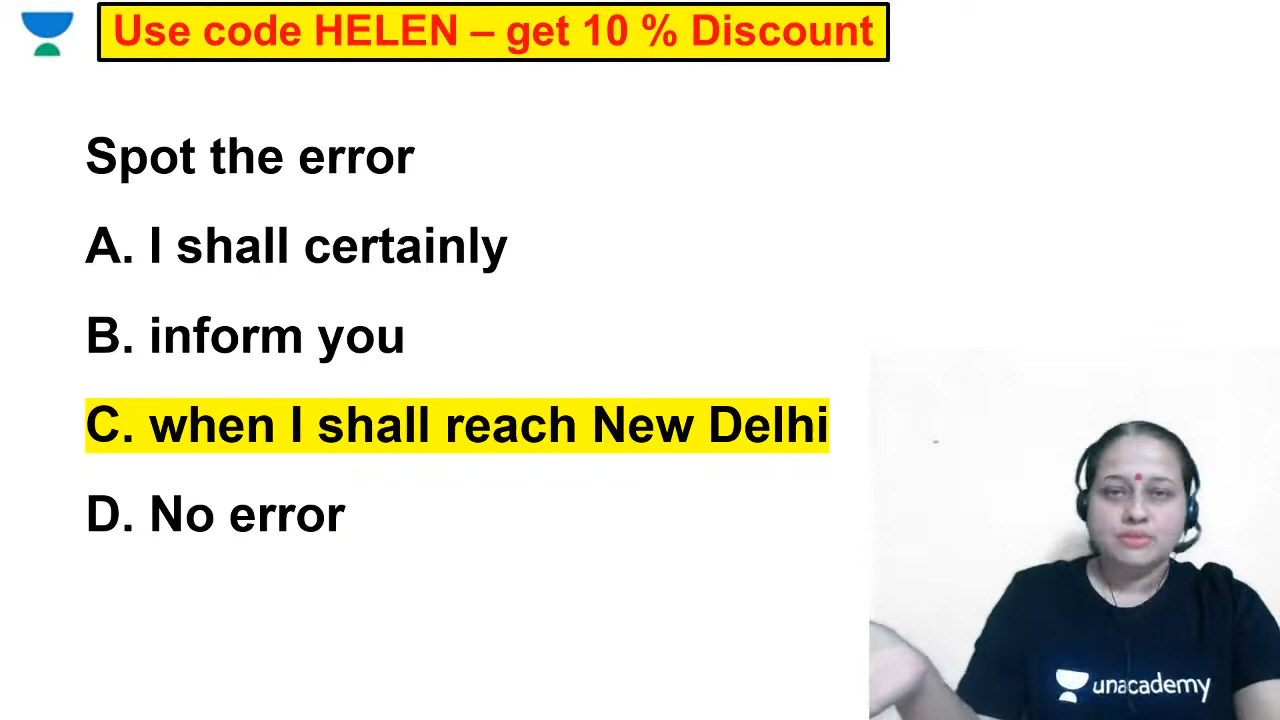 Use code HELEN – get 10 % Discount
Spot the error
A. I shall certainly
B. inform you
C. when I shall reach New Delhi
D. No error
unacademy